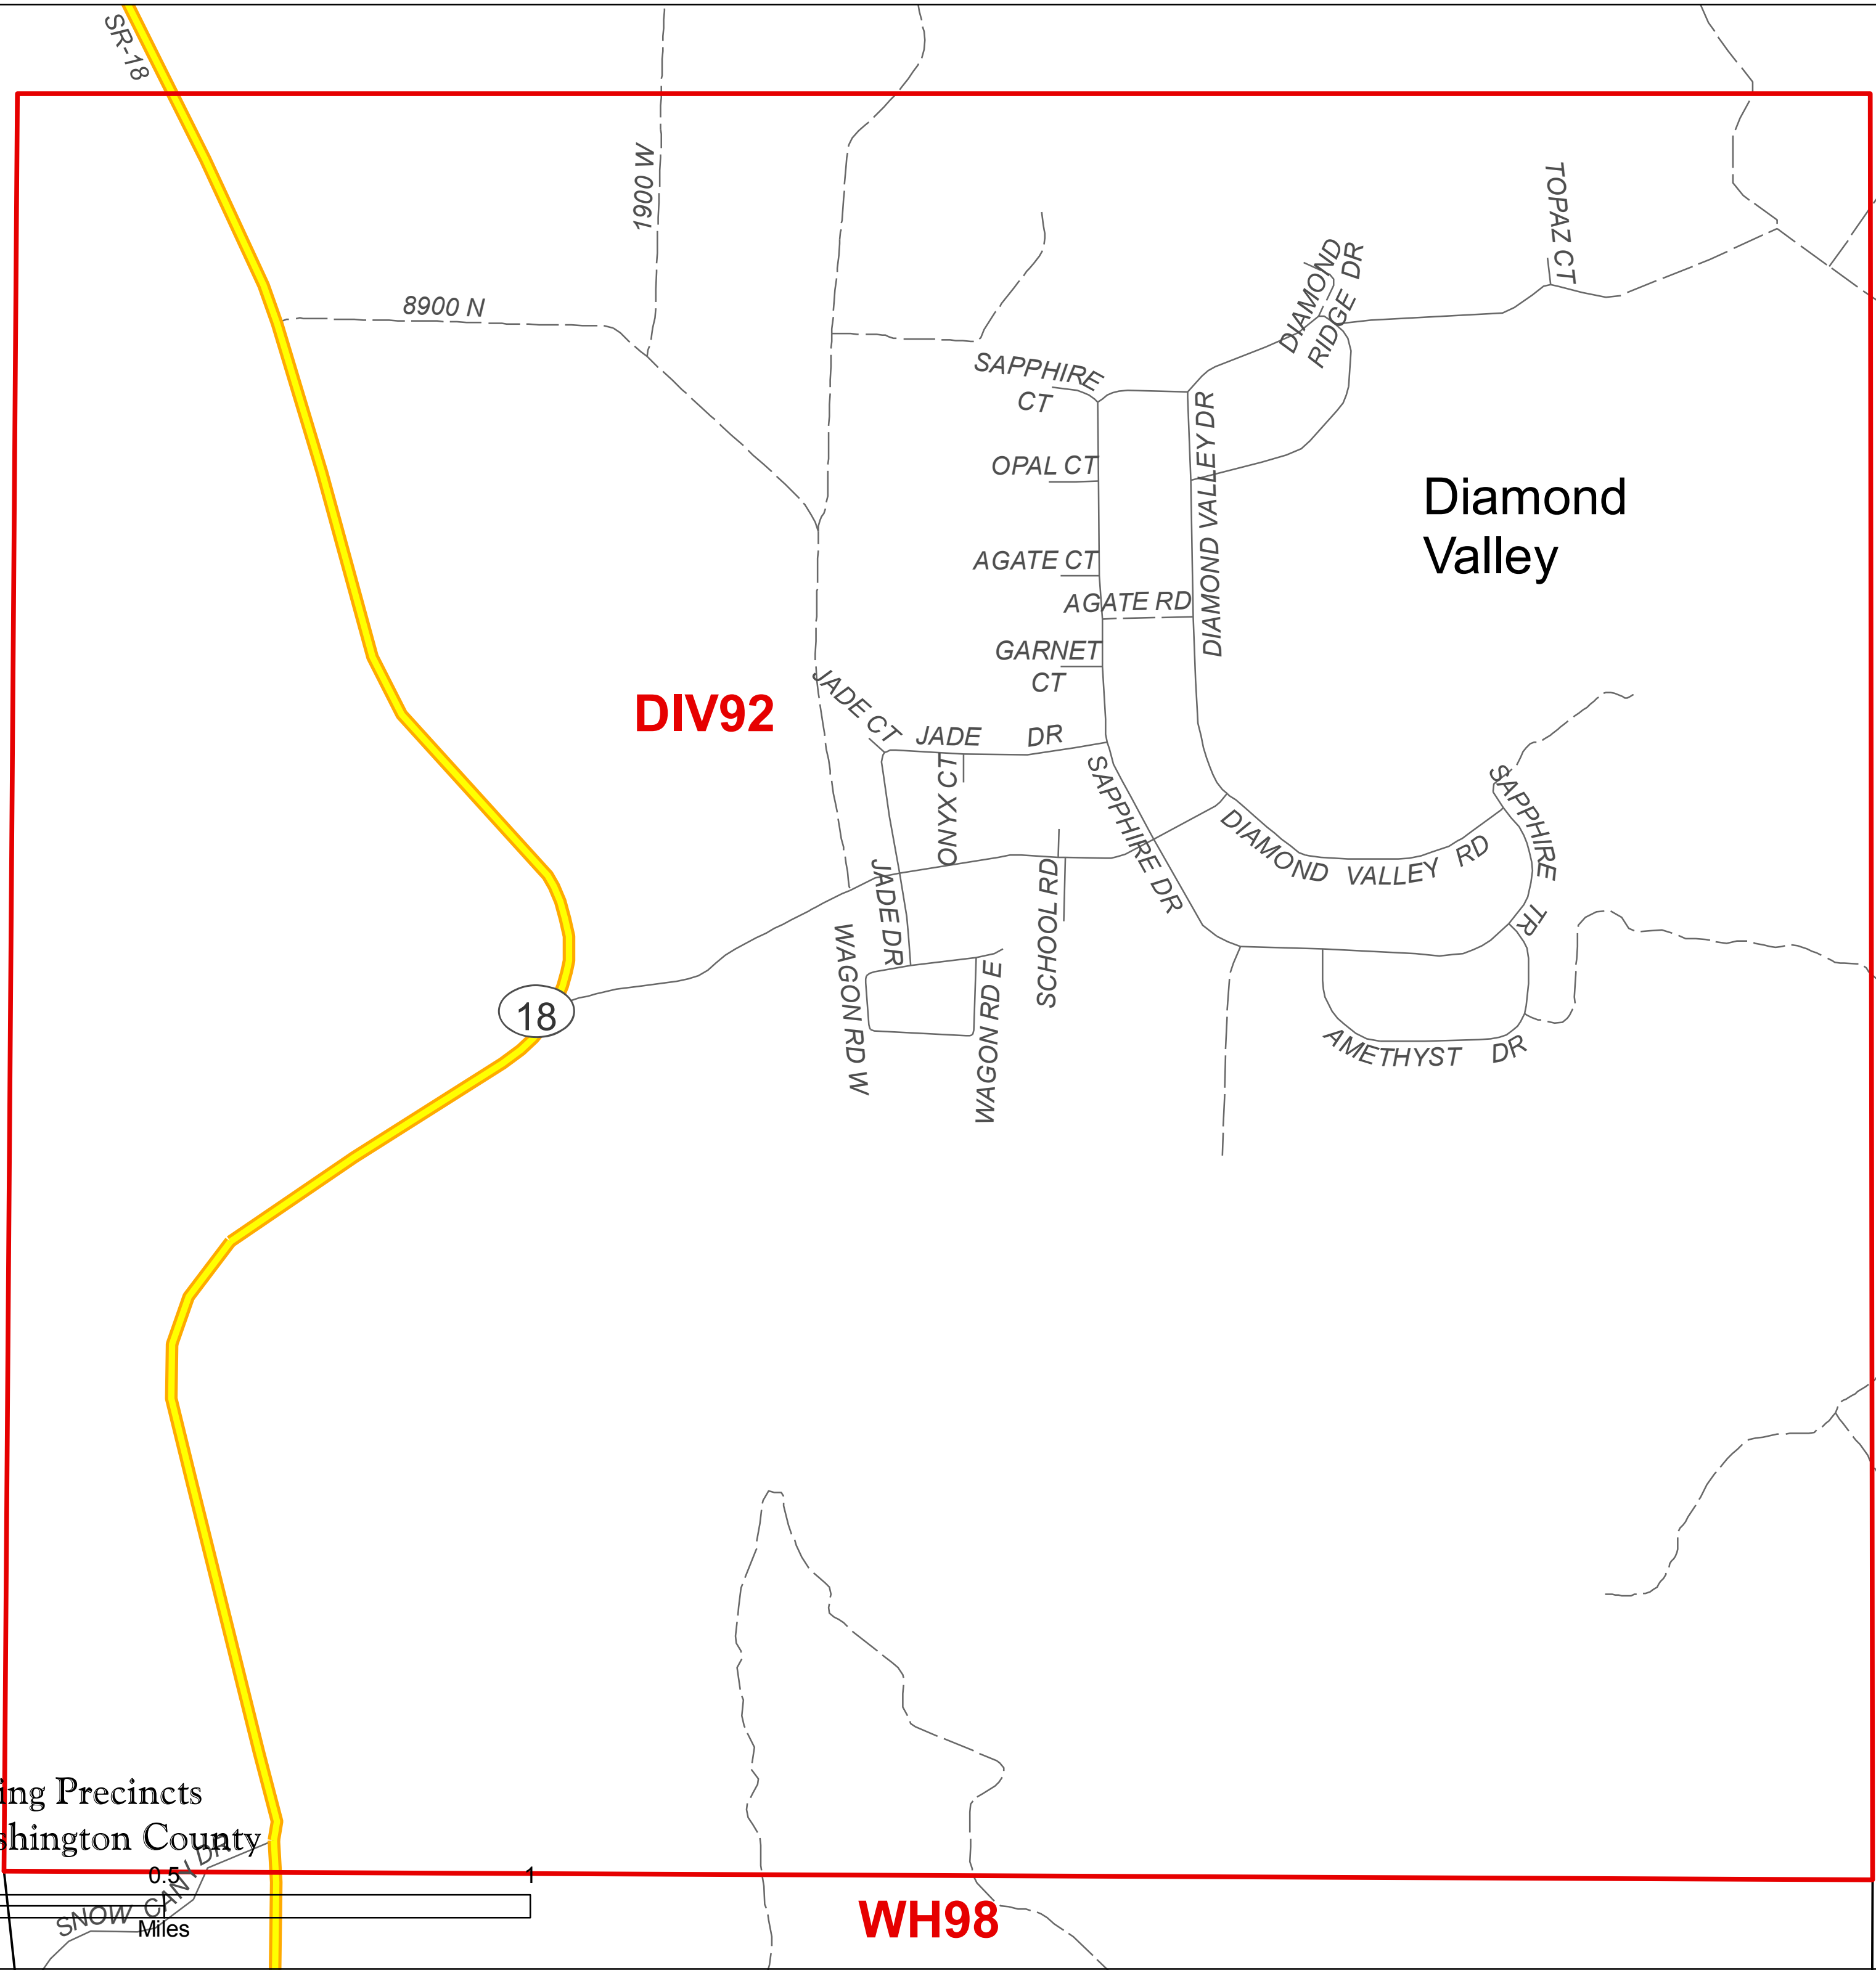 SR-18
1900 W
TOPAZ CT
8900 N
DIAMOND
RIDGE DR
SAPPHIRE
CT
DIAMOND VALLEY DR
OPAL CT
Diamond
Valley
AGATE CT
AGATE RD
GARNET
CT
JADE CT
DIV92
JADE DR
ONYX CT
SAPPHIRE DR
SAPPHIRE TR
DIAMOND VALLEY RD
JADE DR
SCHOOL RD
WAGON RD W
WAGON RD E
18
AMETHYST DR
ing Precincts
shington County
0.5 1
Miles
SNOW CANY DR
WH98